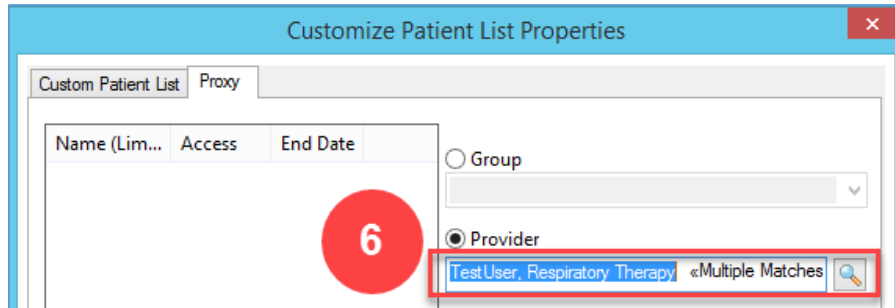 Customize Patient List Properties
Custom Patient List Proxy
Name (Lim... Access End Date
Group
6
Provider
TestUser, Respiratory Therapy «Multiple Matches